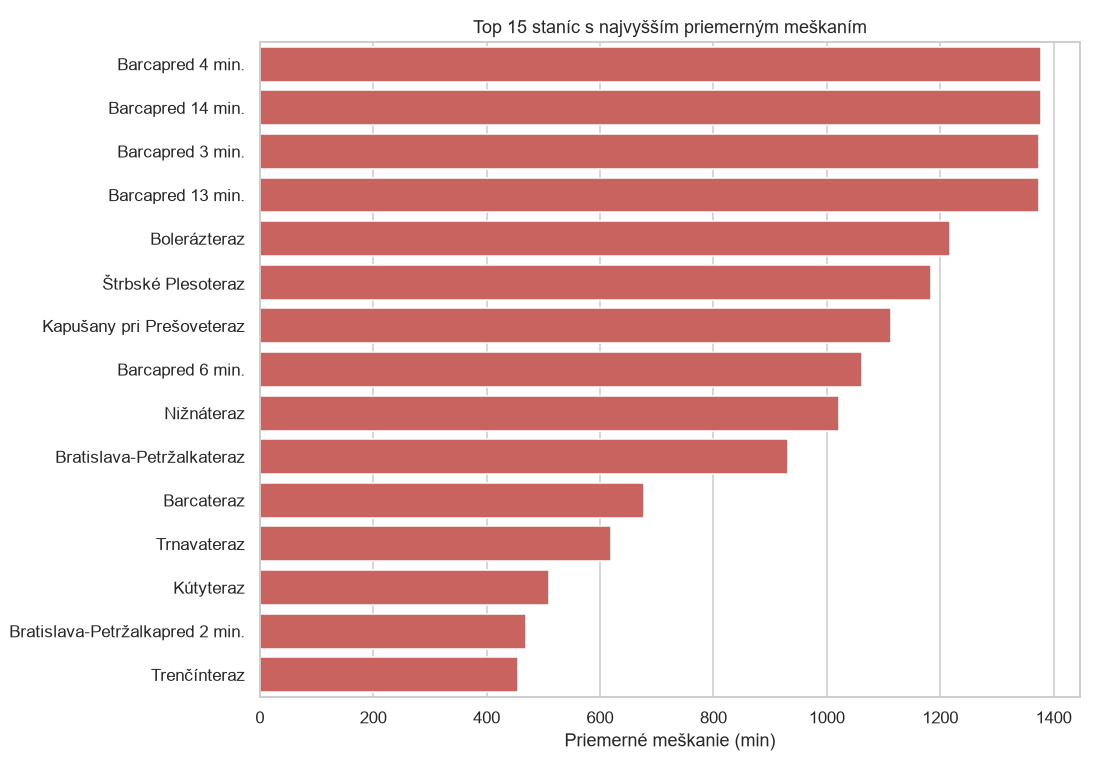 Top 15 staníc s najvyšším priemerným meškaním
Barcapred 4 min.
Barcapred 14 min.
Barcapred 3 min.
Barcapred 13 min.
Bolerázteraz
Štrbské Plesoteraz
Kapušany pri Prešoveteraz
Barcapred 6 min.
Nižnáteraz
Bratislava-Petržalkateraz
Barcateraz
Trnavateraz
Kútyteraz
Bratislava-Petržalkapred 2 min.
Trenčínteraz
0 200 400 600 800 1000 1200 1400
Priemerné meškanie (min)